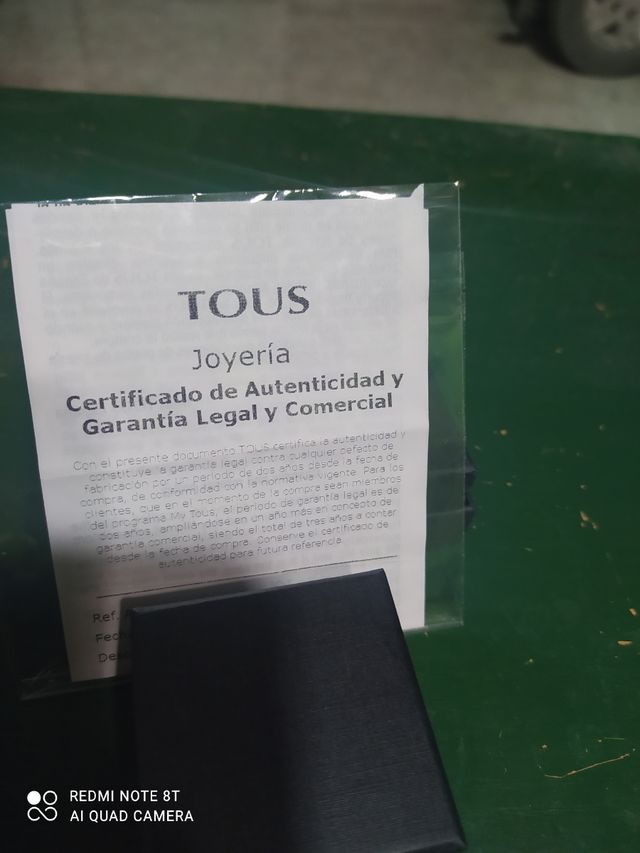 TOUS
Joyería
Certificado de Autenticidad y
Garantía Legal y Comercial
Con el presente documento TOUS certifica la autenticidad y
constituye la garantía legal contra cualquier defecto de
fabricación por un periodo de dos años desde la fecha de
compra, de conformidad con la normativa vigente. Para los
clientes, que en el momento de la compra sean miembros
del programa My Tous, el periodo de garantía legal es de
dos años, ampliándose en un año más en concepto de
garantía comercial, siendo el total de tres años a contar
desde la fecha de compra. Conserve el certificado de
autenticidad para futura referencia.
Ref.
REDMI NOTE 8T
AI QUAD CAMERA